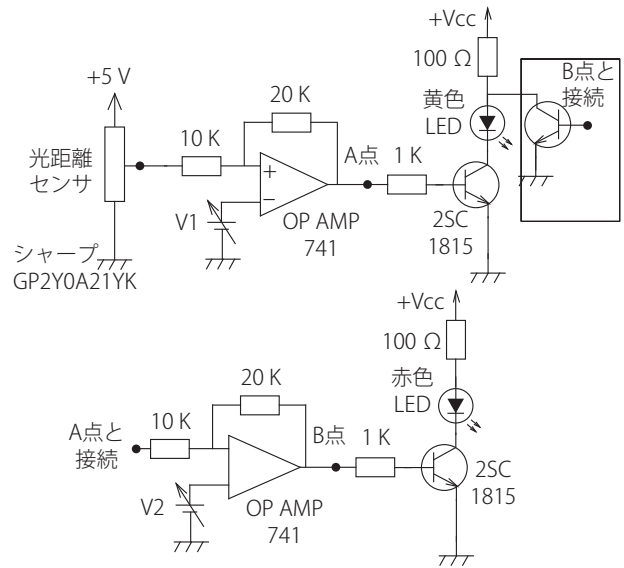 +Vcc
100 Ω
B点と
接続
+5 V
20 K
黄色
LED
光距離
センサ
10 K
A点
1 K
+
−
V1
OP AMP
741
2SC
1815
シャープ
GP2Y0A21YK
+Vcc
100 Ω
赤色
LED
20 K
A点と
接続
10 K
B点
1 K
V2
OP AMP
741
2SC
1815